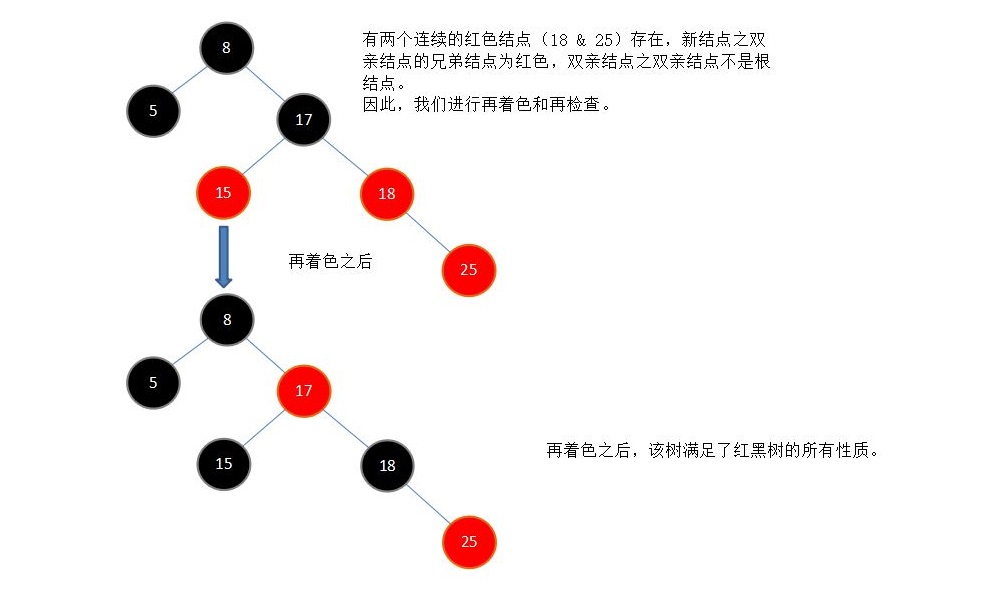 8
有两个连续的红色结点（18 & 25）存在，新结点之双
亲结点的兄弟结点为红色，双亲结点之双亲结点不是根
结点。
因此，我们进行再着色和再检查。
5
17
15
18
再着色之后
25
8
5
17
15
18
再着色之后，该树满足了红黑树的所有性质。
25